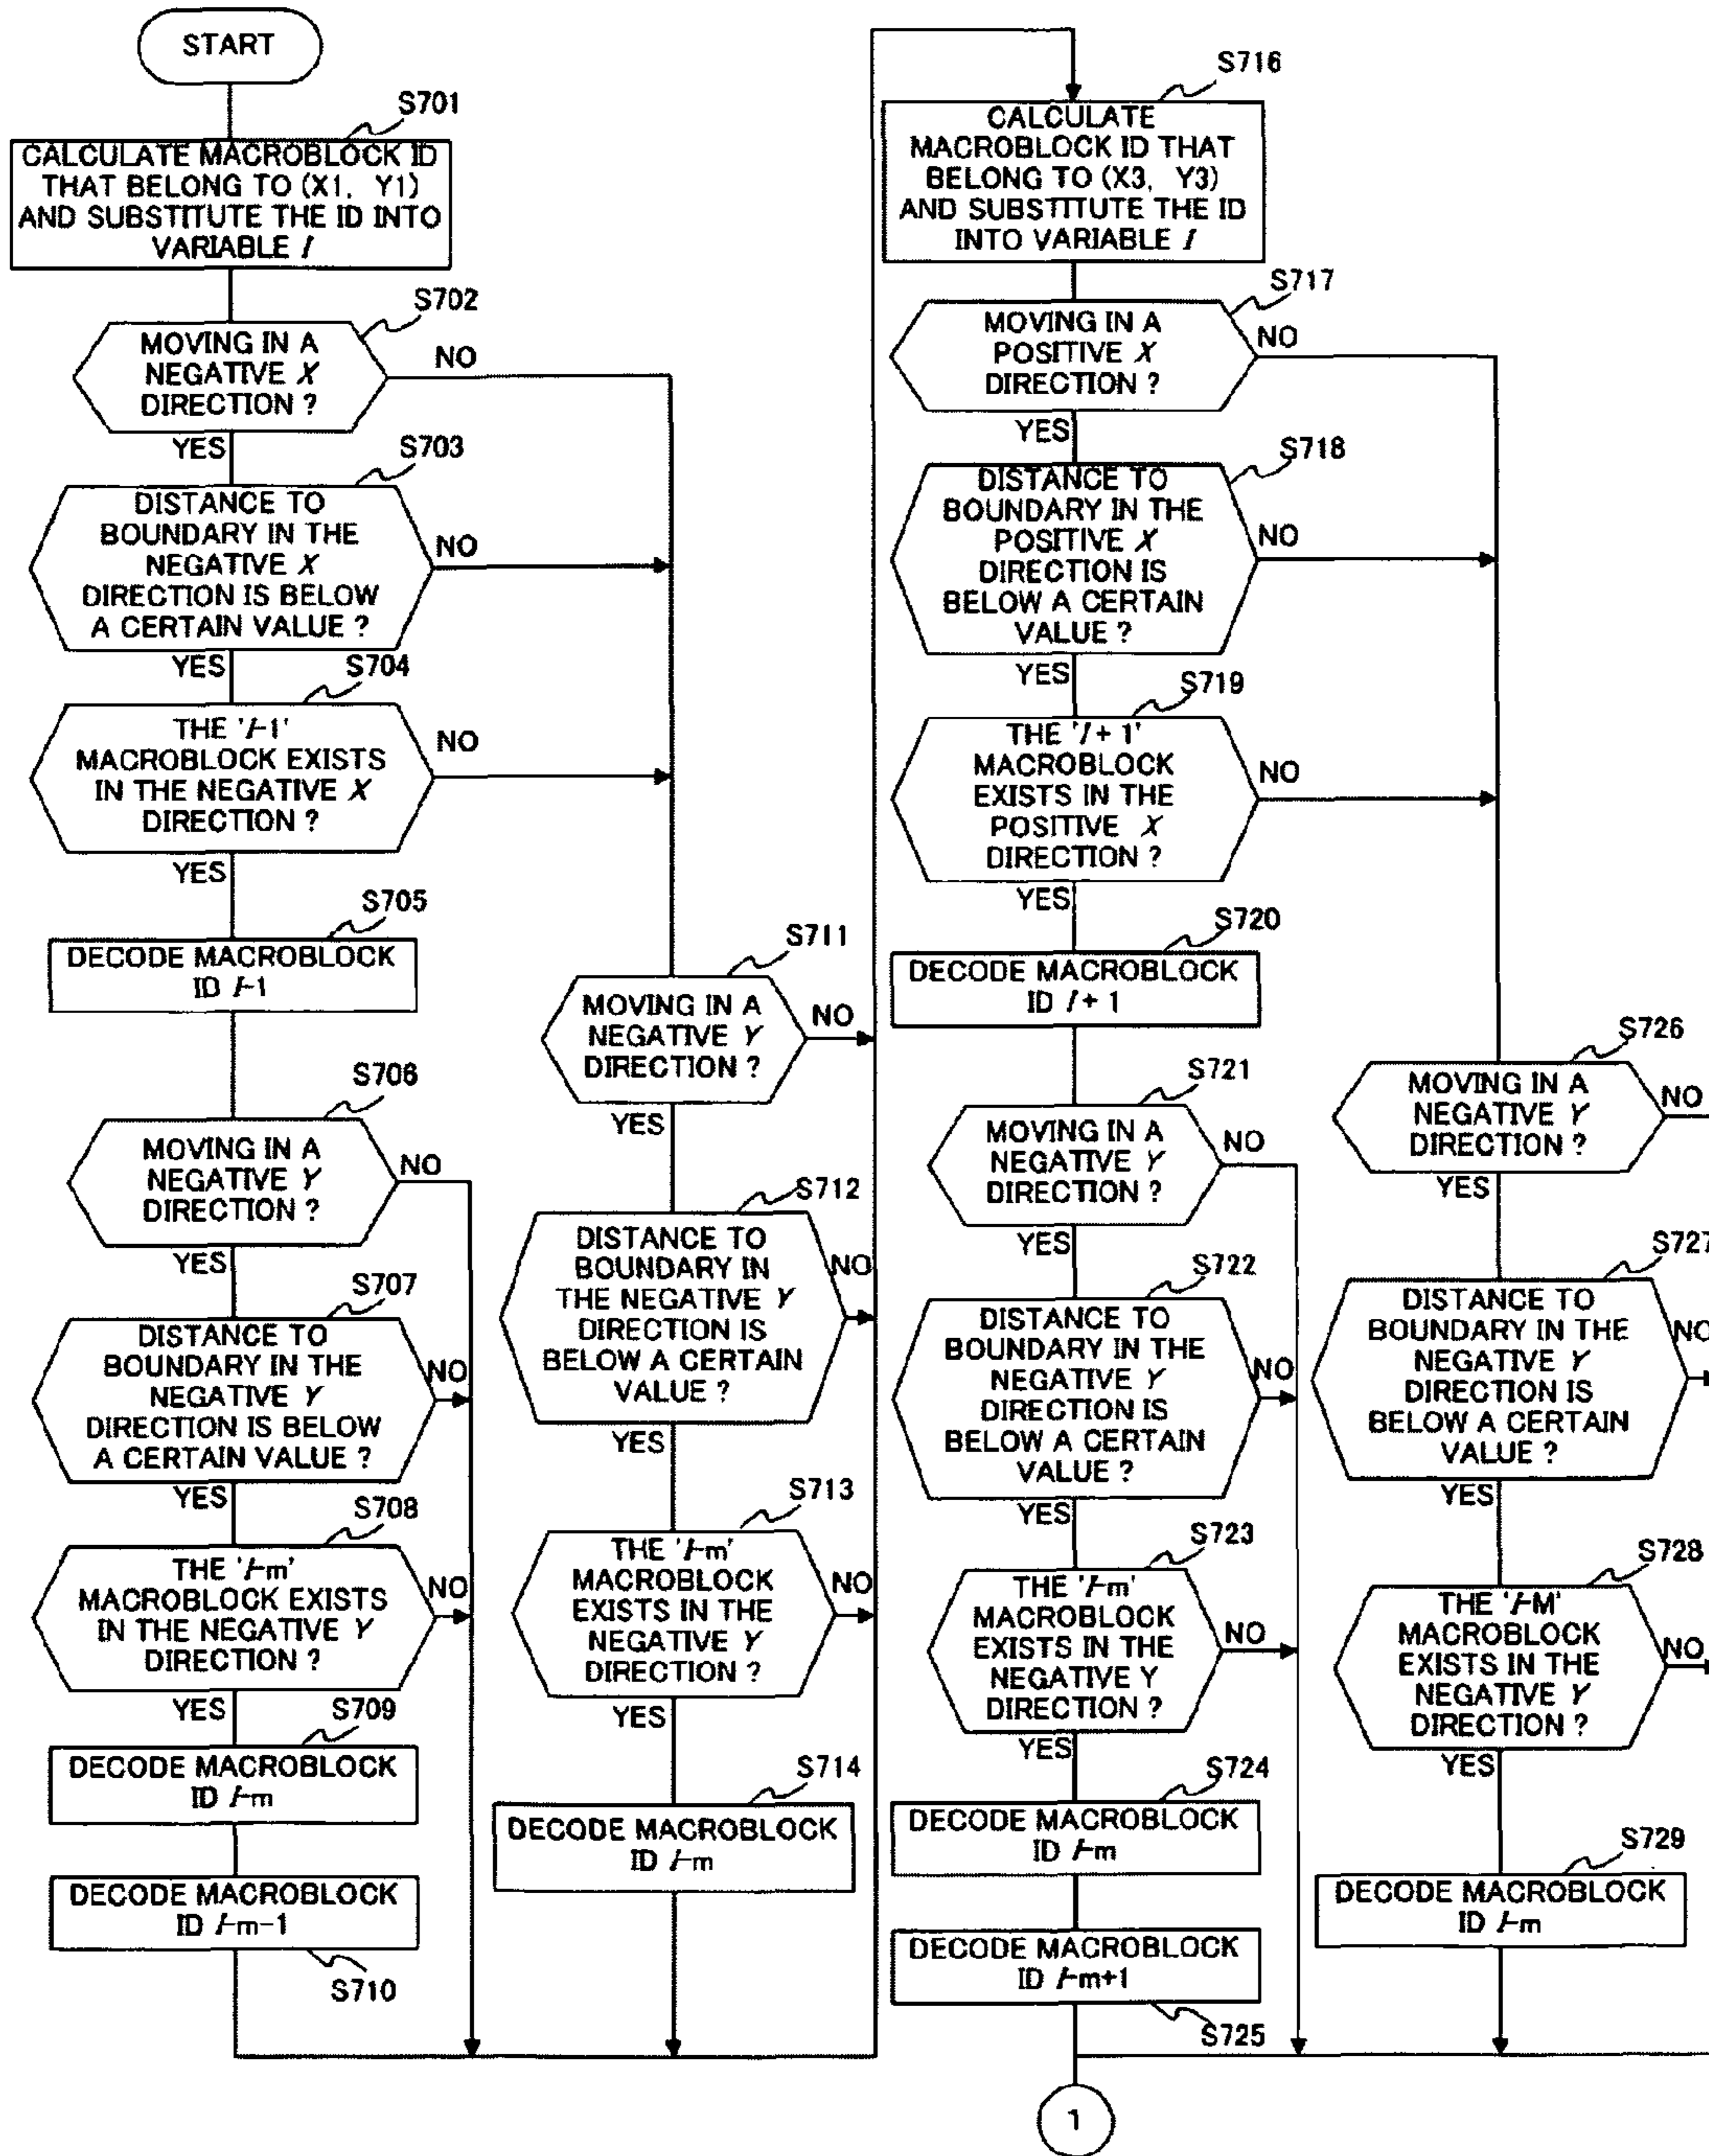 START
S701
CALCULATE MACROBLOCK ID
THAT BELONG TO (X1, Y1)
AND SUBSTITUTE THE ID INTO
VARIABLE I
S702
MOVING IN A
NEGATIVE X
DIRECTION ?
NO
YES
S703
DISTANCE TO
BOUNDARY IN THE
NEGATIVE X
DIRECTION IS BELOW
A CERTAIN VALUE ?
NO
YES
S704
THE 'I-1'
MACROBLOCK EXISTS
IN THE NEGATIVE X
DIRECTION ?
NO
YES
S705
DECODE MACROBLOCK
ID I-1
S706
MOVING IN A
NEGATIVE Y
DIRECTION ?
NO
YES
S707
DISTANCE TO
BOUNDARY IN THE
NEGATIVE Y
DIRECTION IS BELOW
A CERTAIN VALUE ?
NO
YES
S708
THE 'I-m'
MACROBLOCK EXISTS
IN THE NEGATIVE Y
DIRECTION ?
NO
YES
S709
DECODE MACROBLOCK
ID I-m
DECODE MACROBLOCK
ID I-m-1
S710
S711
MOVING IN A
NEGATIVE Y
DIRECTION ?
NO
YES
S712
DISTANCE TO
BOUNDARY IN
THE NEGATIVE Y
DIRECTION IS
BELOW A CERTAIN
VALUE ?
NO
YES
S713
THE 'I-m'
MACROBLOCK
EXISTS IN THE
NEGATIVE Y
DIRECTION ?
NO
YES
S714
DECODE MACROBLOCK
ID I-m
S716
CALCULATE
MACROBLOCK ID THAT
BELONG TO (X3, Y3)
AND SUBSTITUTE THE ID
INTO VARIABLE I
S717
MOVING IN A
POSITIVE X
DIRECTION ?
NO
YES
S718
DISTANCE TO
BOUNDARY IN THE
POSITIVE X
DIRECTION IS
BELOW A CERTAIN
VALUE ?
NO
YES
S719
THE 'I+1'
MACROBLOCK
EXISTS IN THE
POSITIVE X
DIRECTION ?
NO
YES
S720
DECODE MACROBLOCK
ID I+1
S721
MOVING IN A
NEGATIVE Y
DIRECTION ?
NO
YES
S722
DISTANCE TO
BOUNDARY IN THE
NEGATIVE Y
DIRECTION IS
BELOW A CERTAIN
VALUE ?
NO
YES
S723
THE 'I-m'
MACROBLOCK
EXISTS IN THE
NEGATIVE Y
DIRECTION ?
NO
YES
S724
DECODE MACROBLOCK
ID I-m
DECODE MACROBLOCK
ID I-m+1
S725
1
S726
MOVING IN A
NEGATIVE Y
DIRECTION ?
NO
YES
S727
DISTANCE TO
BOUNDARY IN THE
NEGATIVE Y
DIRECTION IS
BELOW A CERTAIN
VALUE ?
NO
YES
S728
THE 'I-M'
MACROBLOCK
EXISTS IN THE
NEGATIVE Y
DIRECTION ?
NO
YES
S729
DECODE MACROBLOCK
ID I-m